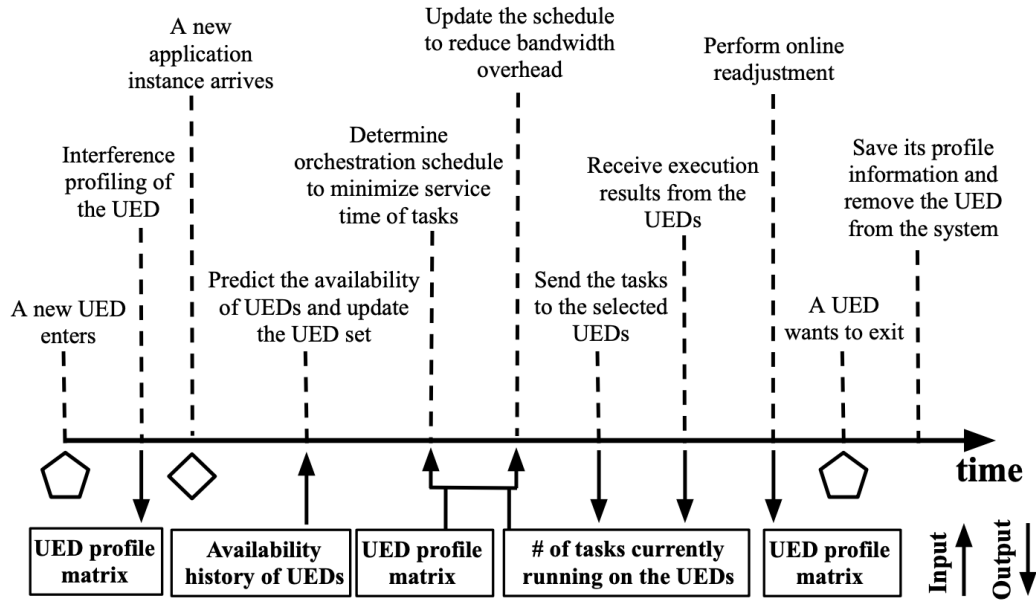 A new
application
instance arrives
Update the schedule
to reduce bandwidth
overhead
Perform online
readjustment
Interference
profiling of
the UED
Determine
orchestration schedule
to minimize service
time of tasks
Receive execution
results from the
UEDs
Save its profile
information and
remove the UED
from the system
A new UED
enters
Predict the availability
of UEDs and update
the UED set
Send the tasks
to the selected
UEDs
A UED
wants to exit
time
UED profile
matrix
Availability
history of UEDs
UED profile
matrix
# of tasks currently
running on the UEDs
UED profile
matrix
Input
Output